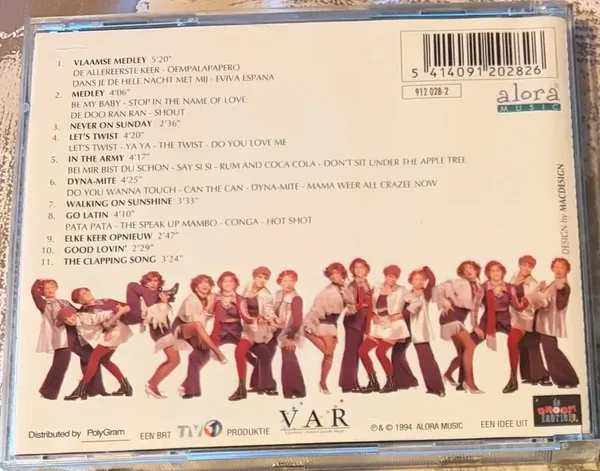 1. VLAAMSE MEDLEY 5'20"
DE ALLEREERSTE KEER - OEMPALAPAPERO
DANS JE DE HELE NACHT MET MIJ - EVIVA ESPANA
2. MEDLEY 4'06"
BE MY BABY - STOP IN THE NAME OF LOVE
DE DOO RAN RAN - SHOUT
3. NEVER ON SUNDAY 2'36"
4. LET'S TWIST 4'20"
LET'S TWIST - YA YA - THE TWIST - DO YOU LOVE ME
5. IN THE ARMY 4'17"
BEI MIR BIST DU SCHON - SAY SI SI - RUM AND COCA COLA - DON'T SIT UNDER THE APPLE TREE
6. DYNA-MITE 4'25"
DO YOU WANNA TOUCH - CAN THE CAN - DYNA-MITE - MAMA WEER ALL CRAZEE NOW
7. WALKING ON SUNSHINE 3'33"
8. GO LATIN 4'10"
PATA PATA - THE SPEAK UP MAMBO - CONGA - HOT SHOT
9. ELKE KEER OPNIEUW 2'47"
10. GOOD LOVIN' 2'29"
11. THE CLAPPING SONG 3'24"
5 414091 202826
912 028-2
alora
MUSIC
DESIGN by MACDESIGN
Distributed by PolyGram
EEN BRT TV1 PRODUKTIE
VAR
℗ & © 1994 ALORA MUSIC
EEN IDEE UIT